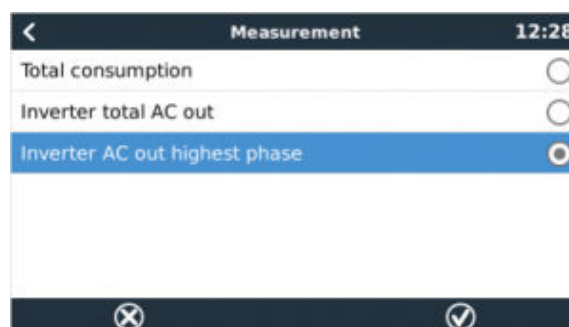 Measurement 12:28
Total consumption
Inverter total AC out
Inverter AC out highest phase